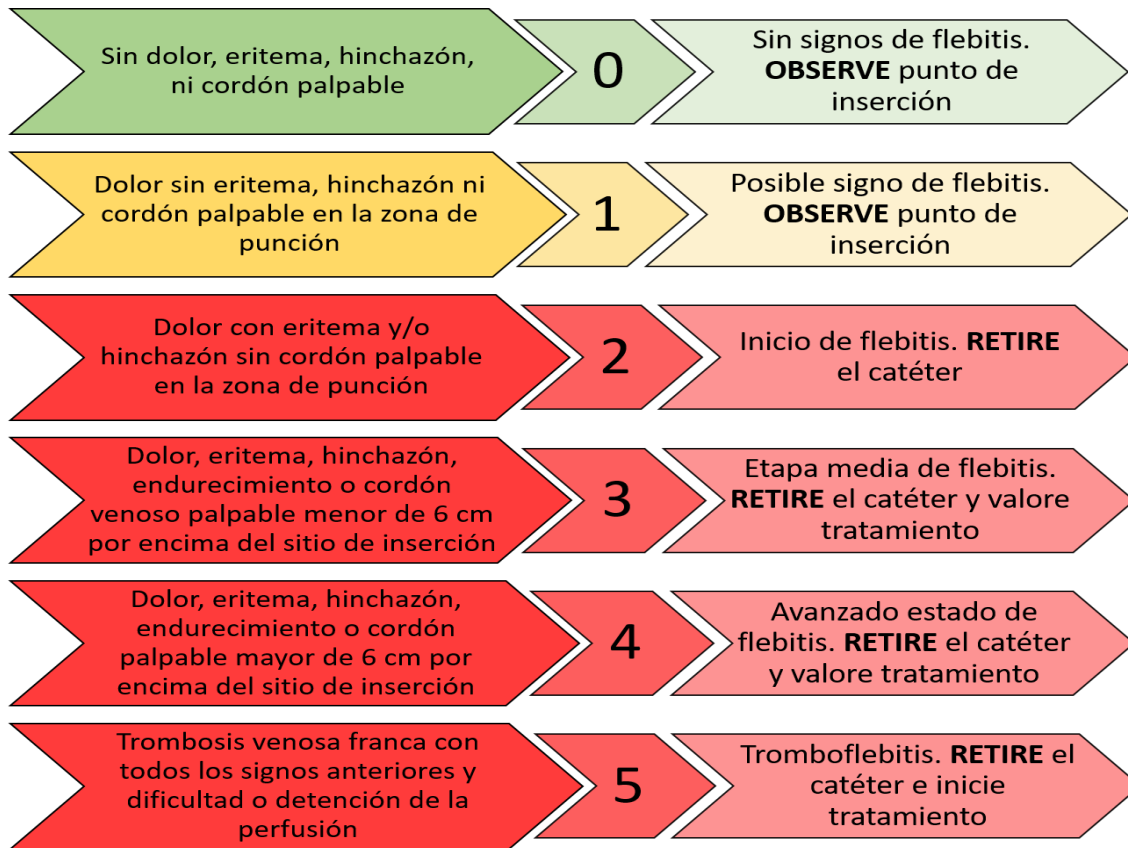 Sin dolor, eritema, hinchazón,
ni cordón palpable
0
Sin signos de flebitis.
OBSERVE punto de
inserción
Dolor sin eritema, hinchazón ni
cordón palpable en la zona de
punción
1
Posible signo de flebitis.
OBSERVE punto de
inserción
Dolor con eritema y/o
hinchazón sin cordón palpable
en la zona de punción
2
Inicio de flebitis. RETIRE
el catéter
Dolor, eritema, hinchazón,
endurecimiento o cordón
venoso palpable menor de 6 cm
por encima del sitio de inserción
3
Etapa media de flebitis.
RETIRE el catéter y valore
tratamiento
Dolor, eritema, hinchazón,
endurecimiento o cordón
palpable mayor de 6 cm por
encima del sitio de inserción
4
Avanzado estado de
flebitis. RETIRE el catéter
y valore tratamiento
Trombosis venosa franca con
todos los signos anteriores y
dificultad o detención de la
perfusión
5
Tromboflebitis. RETIRE el
catéter e inicie
tratamiento